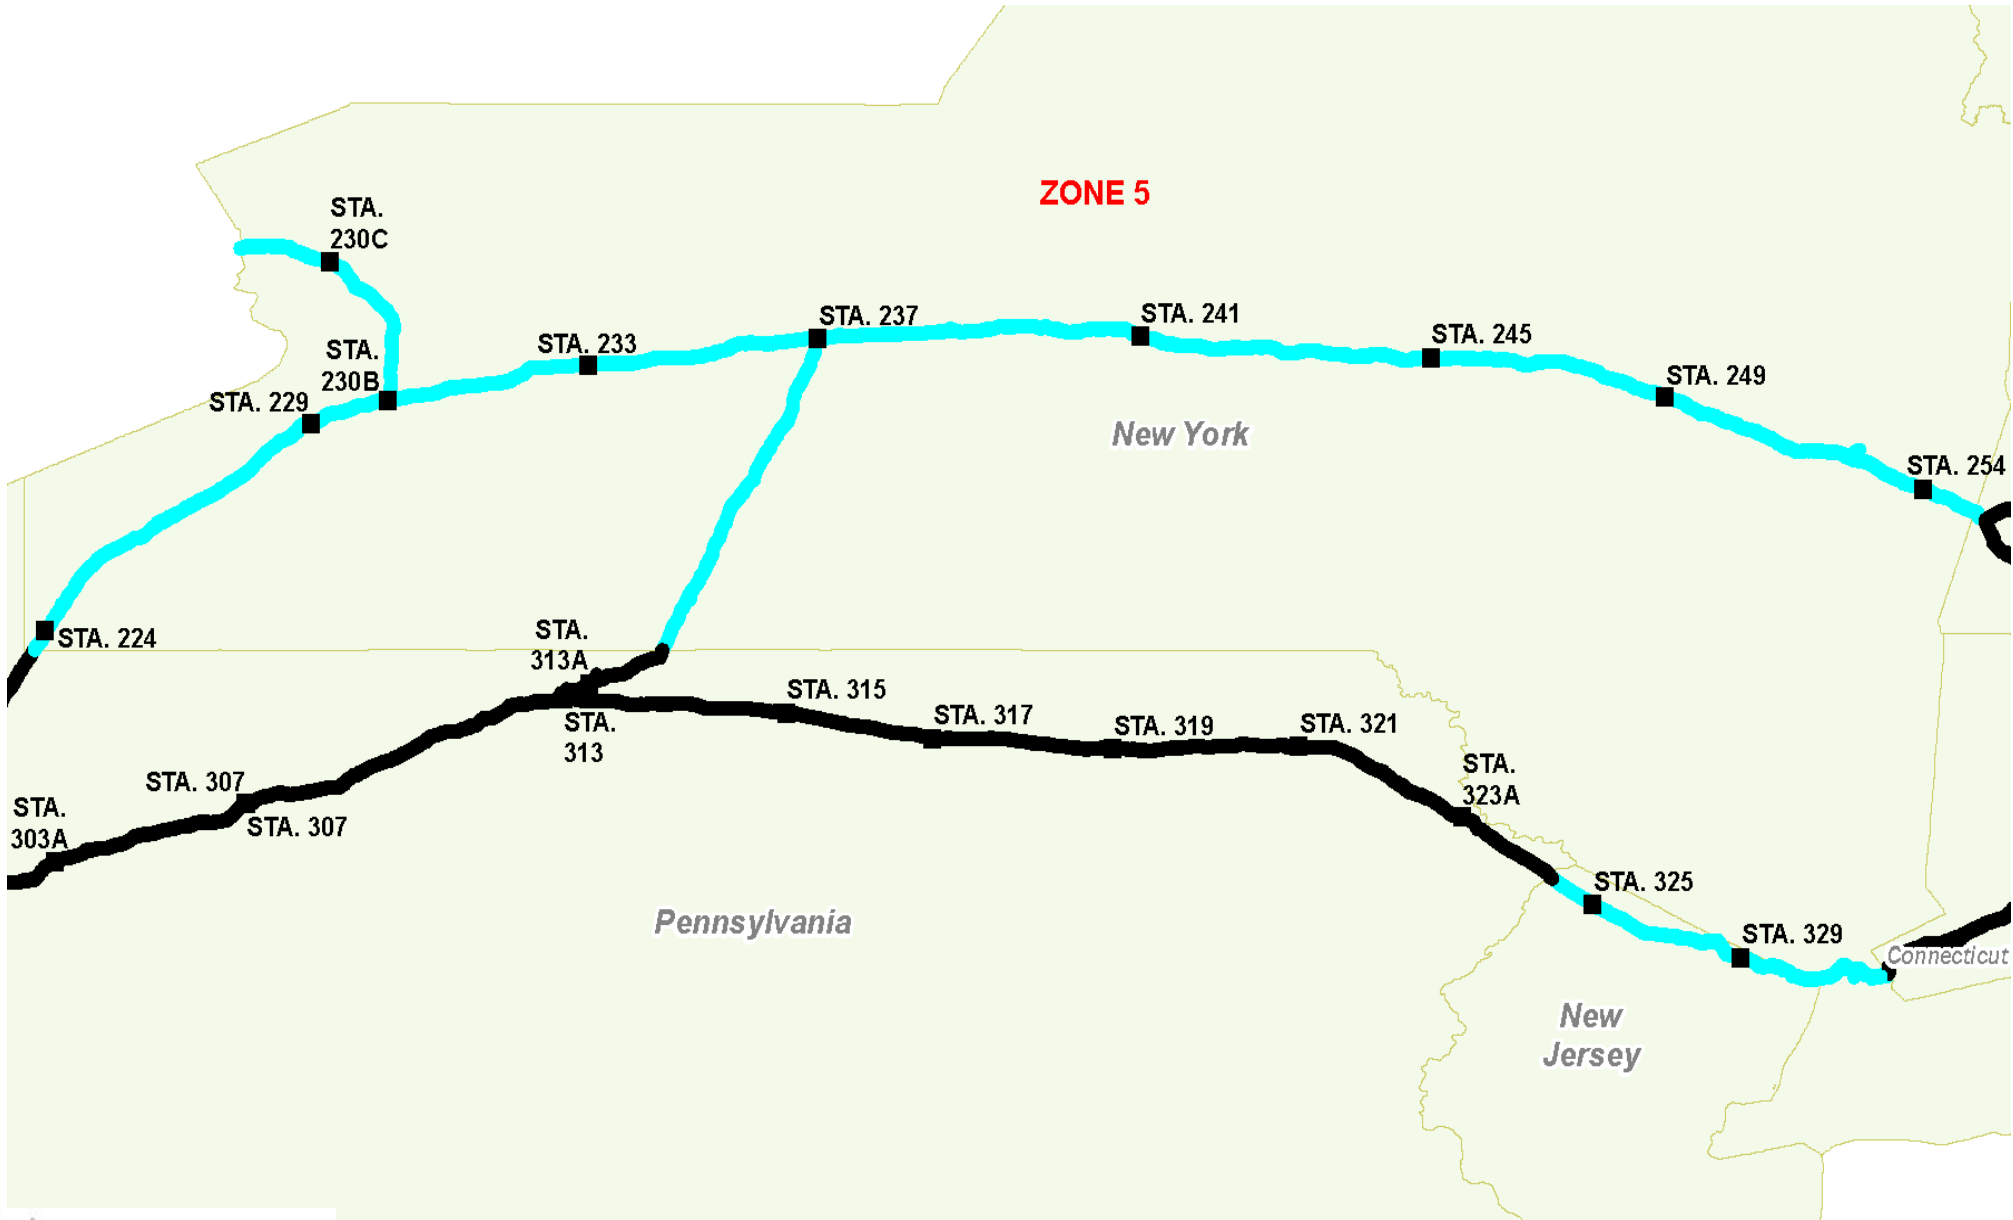 ZONE 5
STA.
230C
STA. 237
STA. 241
STA. 233
STA. 245
STA.
230B
STA. 249
STA. 229
New York
STA. 254
STA. 224
STA.
313A
STA. 315
STA. 317
STA. 319
STA. 321
STA.
313
STA.
323A
STA. 307
STA.
303A
STA. 307
STA. 325
Pennsylvania
STA. 329
Connecticut
New
Jersey